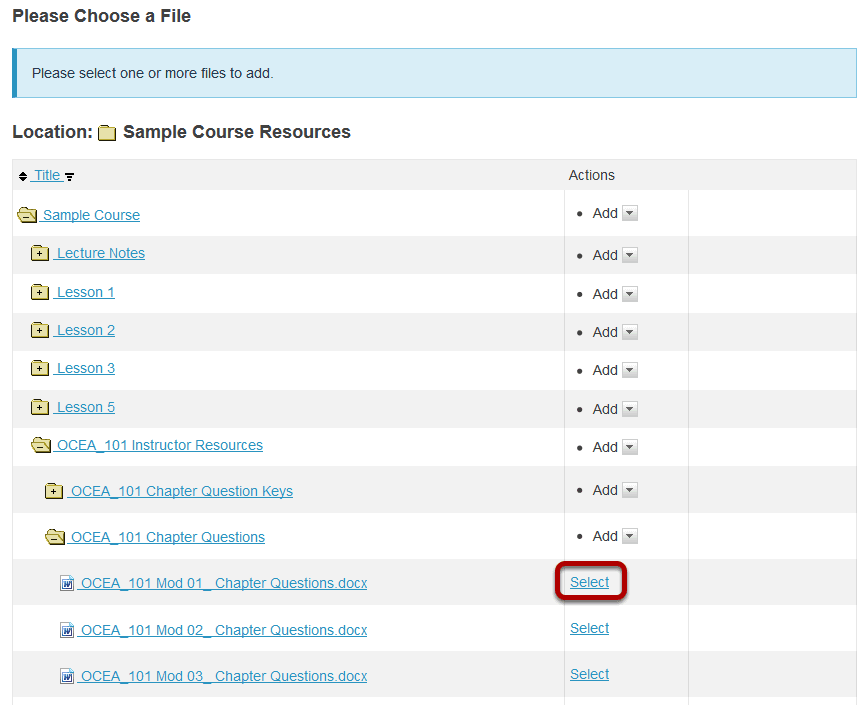 Please Choose a File
Please select one or more files to add.
Location: Sample Course Resources
Title Actions
Sample Course • Add
Lecture Notes • Add
Lesson 1 • Add
Lesson 2 • Add
Lesson 3 • Add
Lesson 5 • Add
OCEA_101 Instructor Resources • Add
OCEA_101 Chapter Question Keys • Add
OCEA_101 Chapter Questions • Add
OCEA_101 Mod 01_ Chapter Questions.docx Select
OCEA_101 Mod 02_ Chapter Questions.docx Select
OCEA_101 Mod 03_ Chapter Questions.docx Select